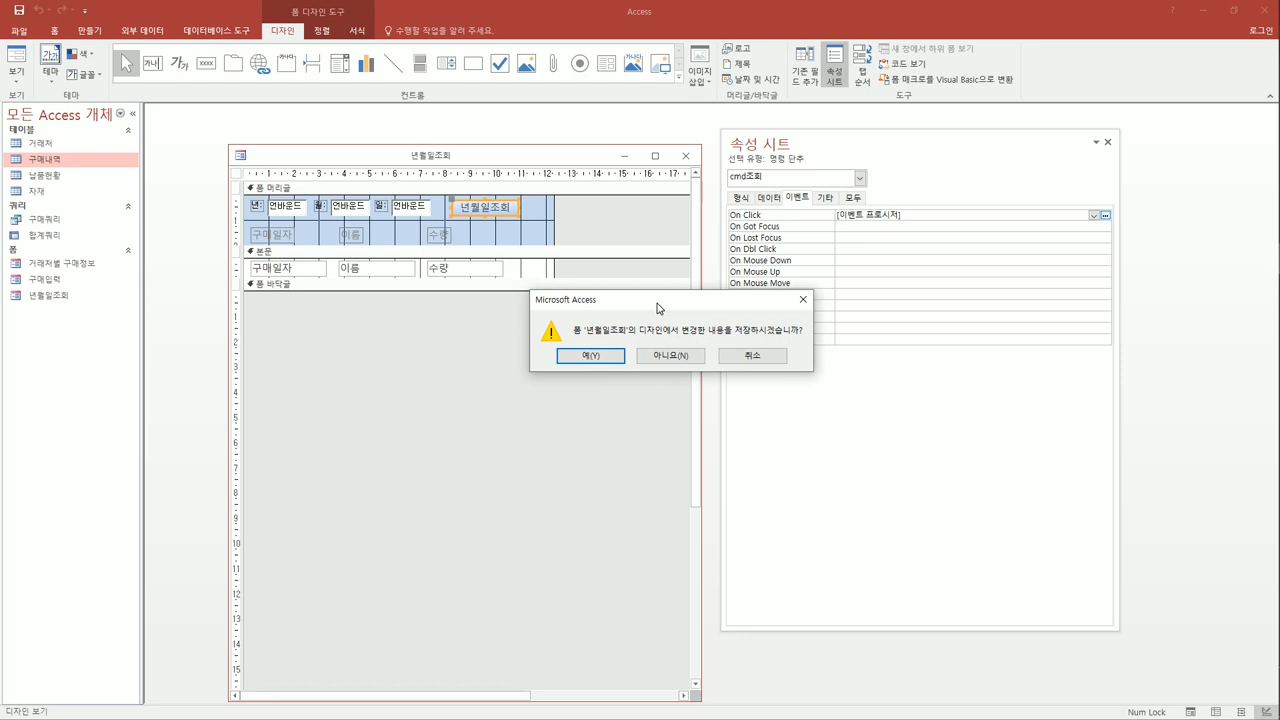 폼 디자인 도구
Access
파일
홈
만들기
외부 데이터
데이터베이스 도구
디자인
정렬
서식
수행할 작업을 알려 주세요.
로그인
보기
테마
색
글꼴
가나
가가
xxxx
이미지
삽입
로고
제목
날짜 및 시간
기존 필
드 추가
속성
시트
탭
순서
새 창에서 하위 폼 보기
코드 보기
폼 매크로를 Visual Basic으로 변환
보기
테마
컨트롤
머리글/바닥글
도구
모든 Access 개체
테이블
거래처
구매내역
납품현황
자재
쿼리
구매쿼리
합계쿼리
폼
거래처별 구매정보
구매입력
년월일조회
년월일조회
폼 머리글
년: 언바운드 월: 언바운드 일: 언바운드 년월일조회
구매일자 이름 수량
본문
구매일자 이름 수량
폼 바닥글
속성 시트
선택 유형: 명령 단추
cmd조회
형식 데이터 이벤트 기타 모두
On Click [이벤트 프로시저]
On Got Focus
On Lost Focus
On Dbl Click
On Mouse Down
On Mouse Up
On Mouse Move
Microsoft Access
폼 '년월일조회'의 디자인에서 변경한 내용을 저장하시겠습니까?
예(Y) 아니요(N) 취소
디자인 보기
Num Lock